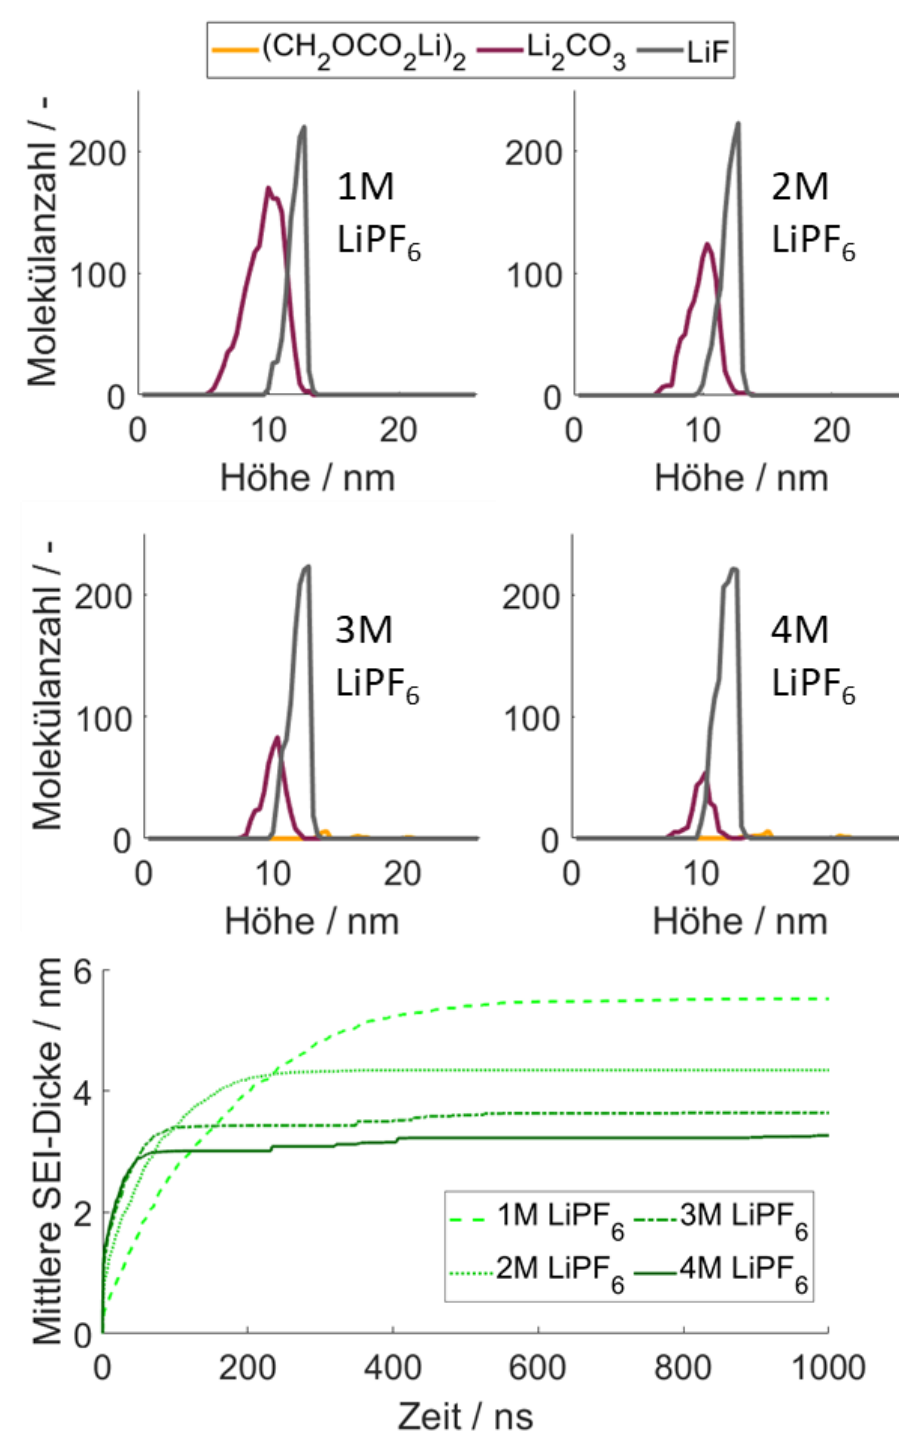 (CH₂OCO₂Li)₂ Li₂CO₃ LiF
Molekülanzahl / -
200
100
0
0 10 20
Höhe / nm
1M
LiPF₆
200
100
0
0 10 20
Höhe / nm
2M
LiPF₆
Molekülanzahl / -
200
100
0
0 10 20
Höhe / nm
3M
LiPF₆
200
100
0
0 10 20
Höhe / nm
4M
LiPF₆
Mittlere SEI-Dicke / nm
6
4
2
0
0 200 400 600 800 1000
Zeit / ns
1M LiPF₆ 3M LiPF₆
2M LiPF₆ 4M LiPF₆